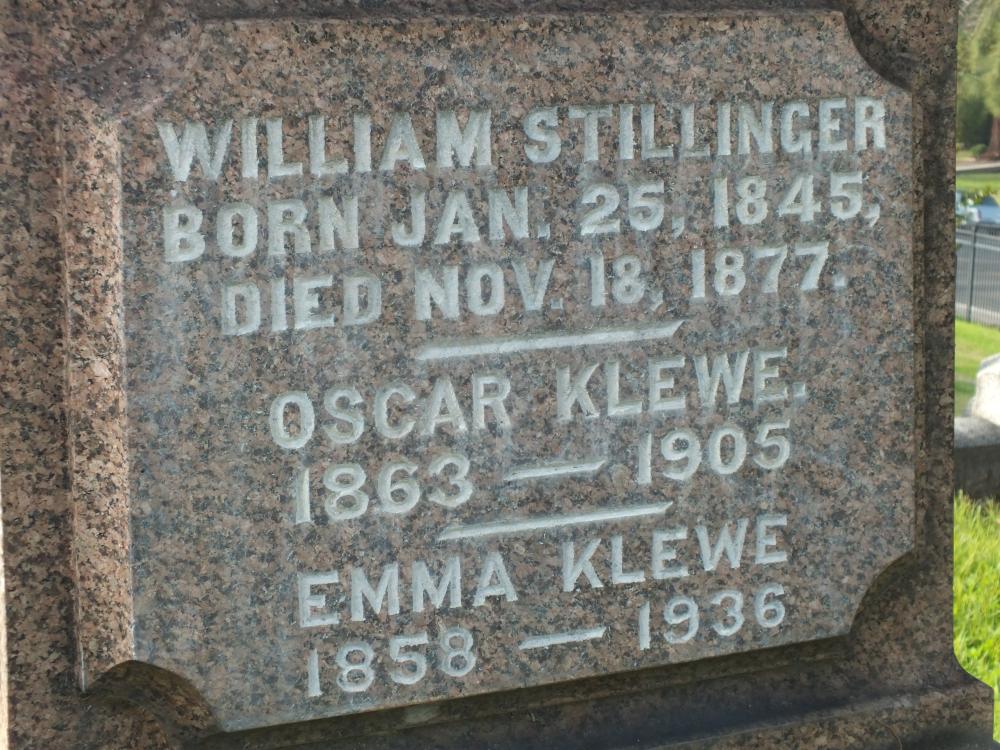 WILLIAM STILLINGER
BORN JAN. 25, 1845,
DIED NOV. 18, 1877.
OSCAR KLEWE.
1863 — 1905
EMMA KLEWE
1858 — 1936